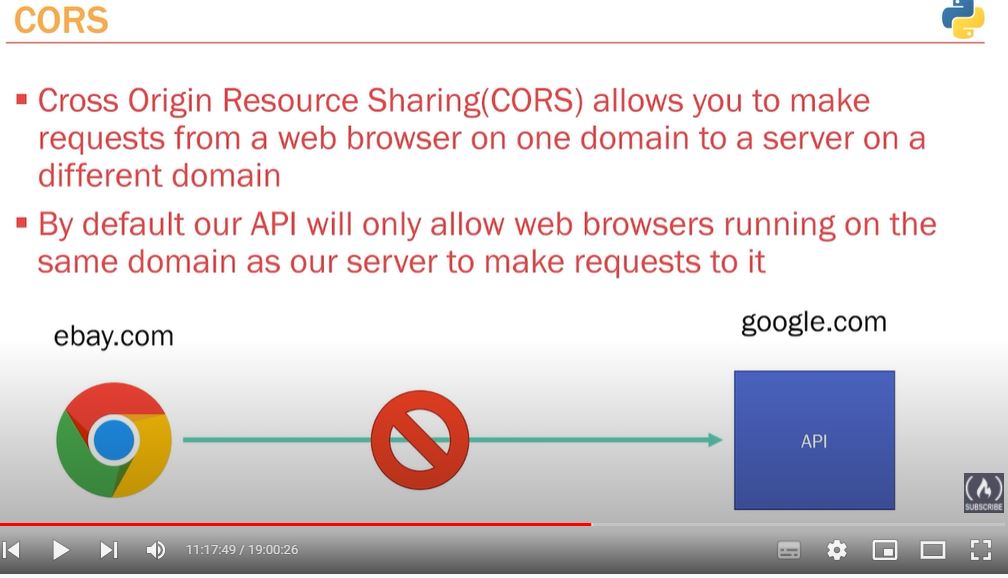 CORS
Cross Origin Resource Sharing(CORS) allows you to make
requests from a web browser on one domain to a server on a
different domain
By default our API will only allow web browsers running on the
same domain as our server to make requests to it
ebay.com
google.com
API
SUBSCRIBE
11:17:49 / 19:00:26